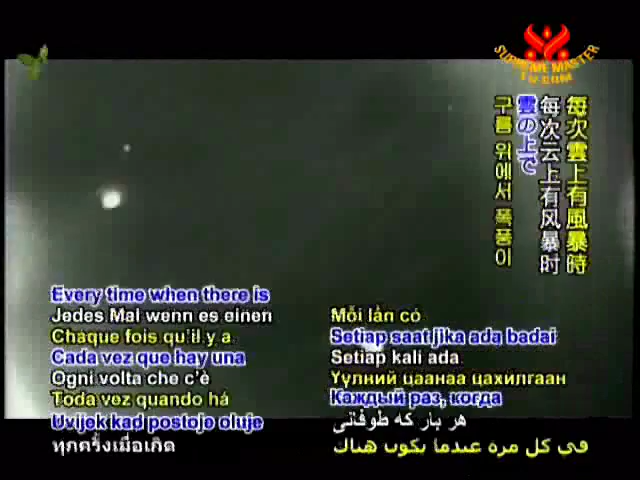 SUPREME MASTER
每次雲上有風暴時
每次云上有风暴时
雲の上で
구름 위에서 폭풍이
Every time when there is
Jedes Mal wenn es einen
Chaque fois qu'il y a
Cada vez que hay una
Ogni volta che c'è
Toda vez quando há
Uvijek kad postoje oluje
ทุกครั้งเมื่อเกิด
Mỗi lần có
Setiap saat jika ada badai
Setiap kali ada
Үүлний цаанаа цахилгаан
Каждый раз, когда
هر بار که طوفانی
في كل مرة عندما يكون هناك